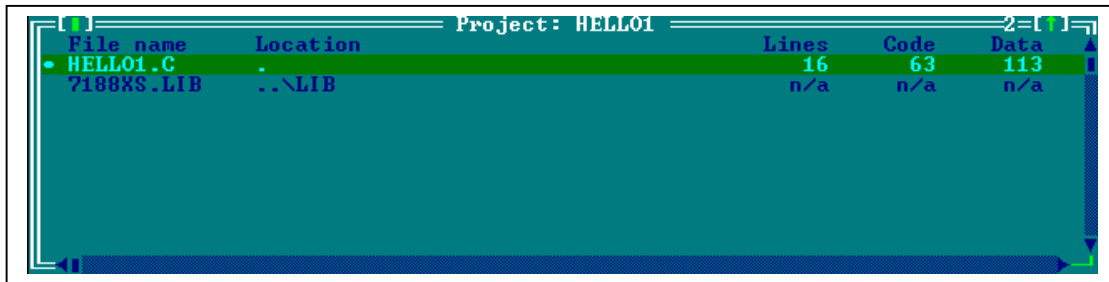 [ ] Project: HELLO1 2=[↑]
File name Location Lines Code Data
• HELLO1.C . 16 63 113
7188XS.LIB ..\LIB n/a n/a n/a